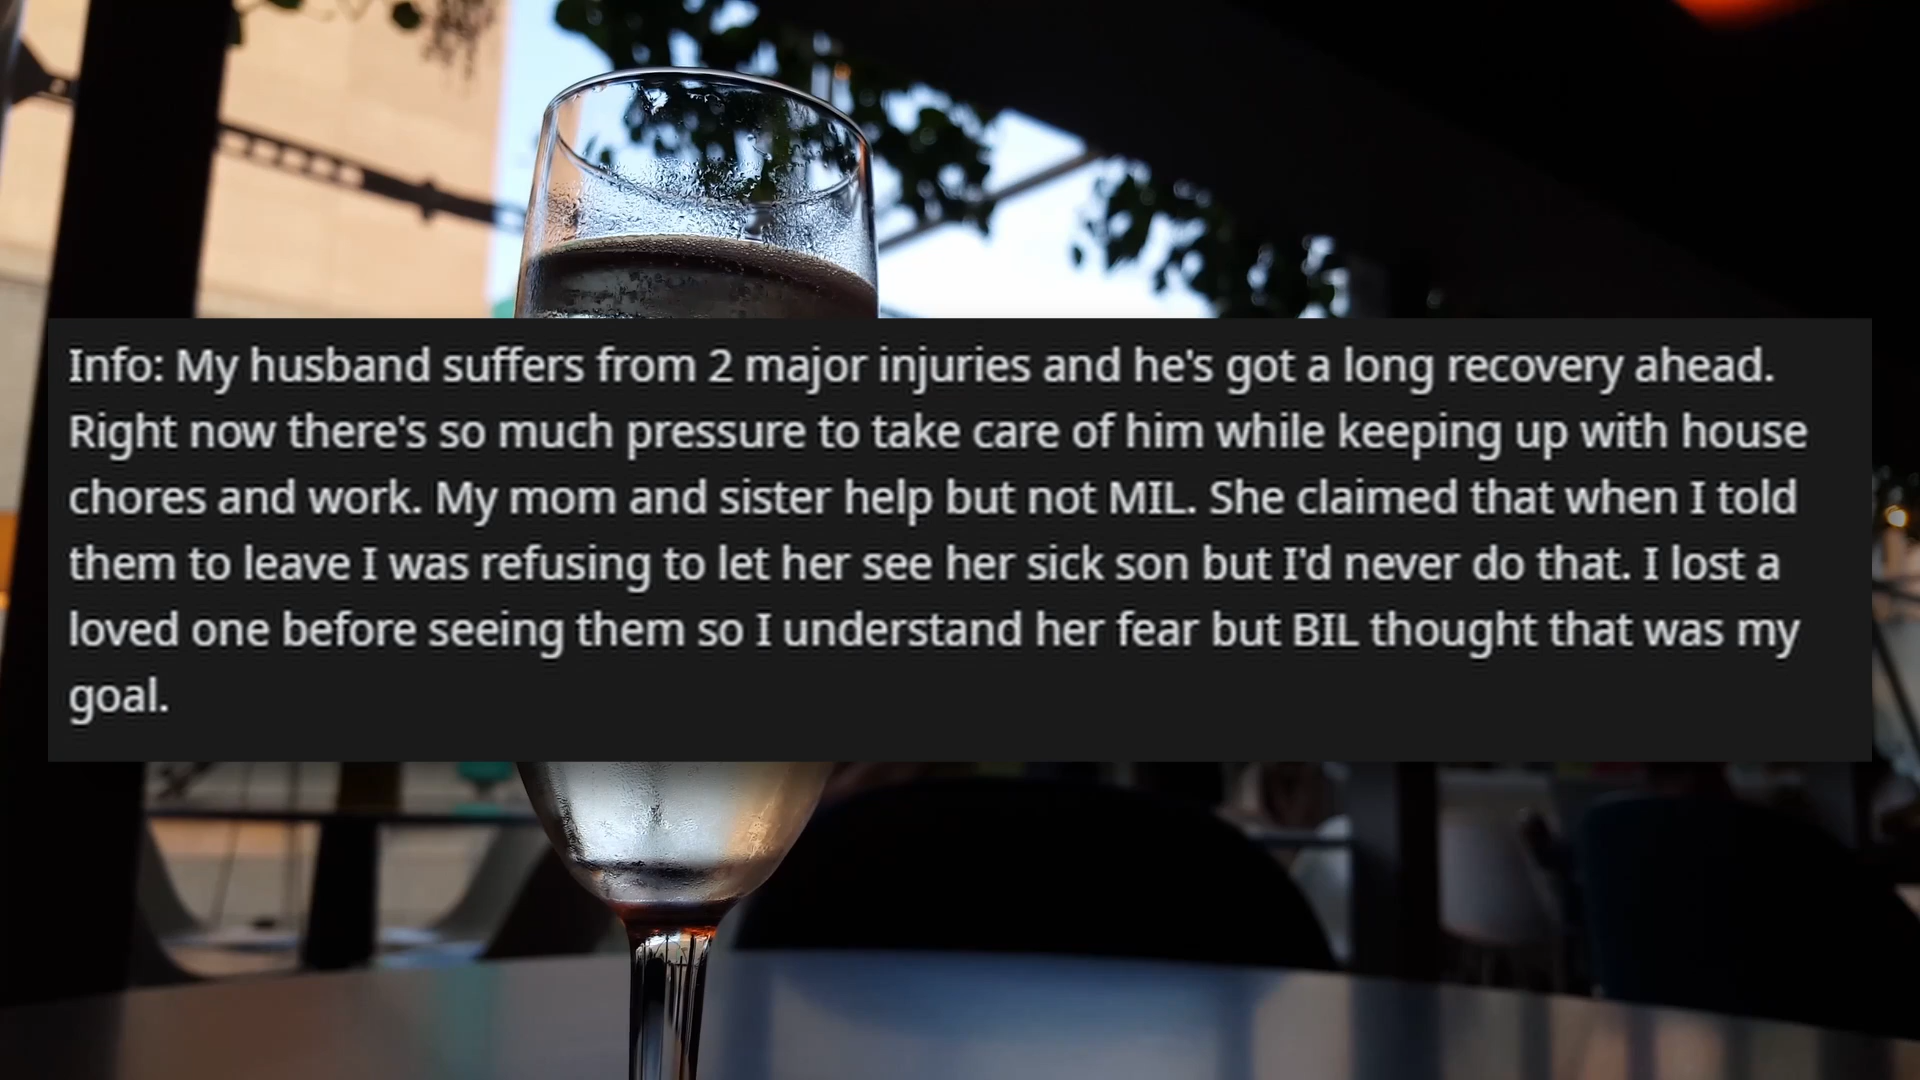 Info: My husband suffers from 2 major injuries and he's got a long recovery ahead.
Right now there's so much pressure to take care of him while keeping up with house
chores and work. My mom and sister help but not MIL. She claimed that when I told
them to leave I was refusing to let her see her sick son but I'd never do that. I lost a
loved one before seeing them so I understand her fear but BIL thought that was my
goal.